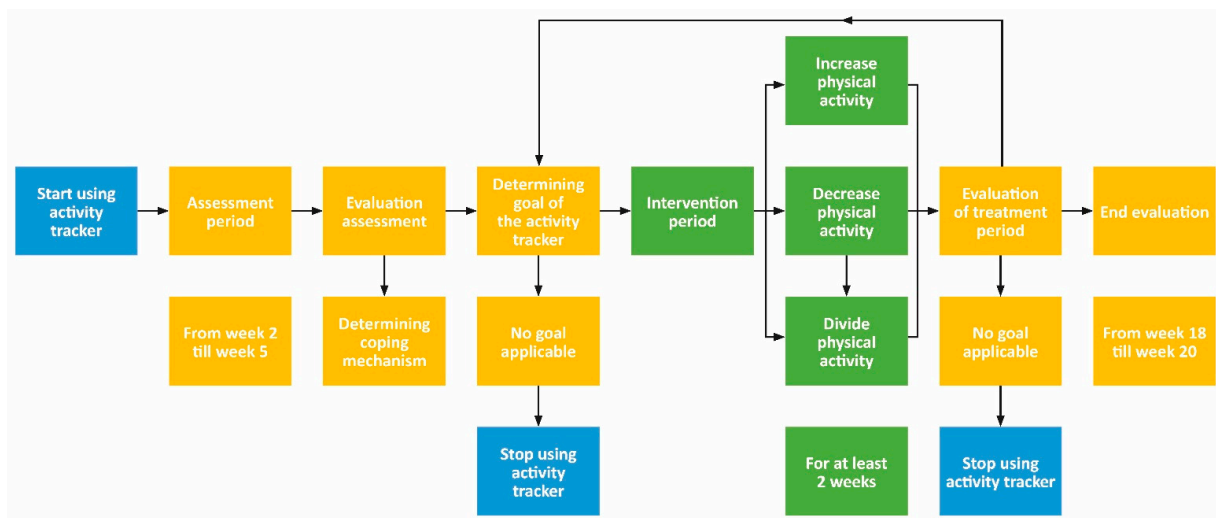 Increase
physical
activity
Start using
activity
tracker
Assessment
period
Evaluation
assessment
Determining
goal of
the activity
tracker
Intervention
period
Decrease
physical
activity
Evaluation
of treatment
period
End evaluation
From week 2
till week 5
Determining
coping
mechanism
No goal
applicable
Divide
physical
activity
No goal
applicable
From week 18
till week 20
Stop using
activity
tracker
For at least
2 weeks
Stop using
activity tracker